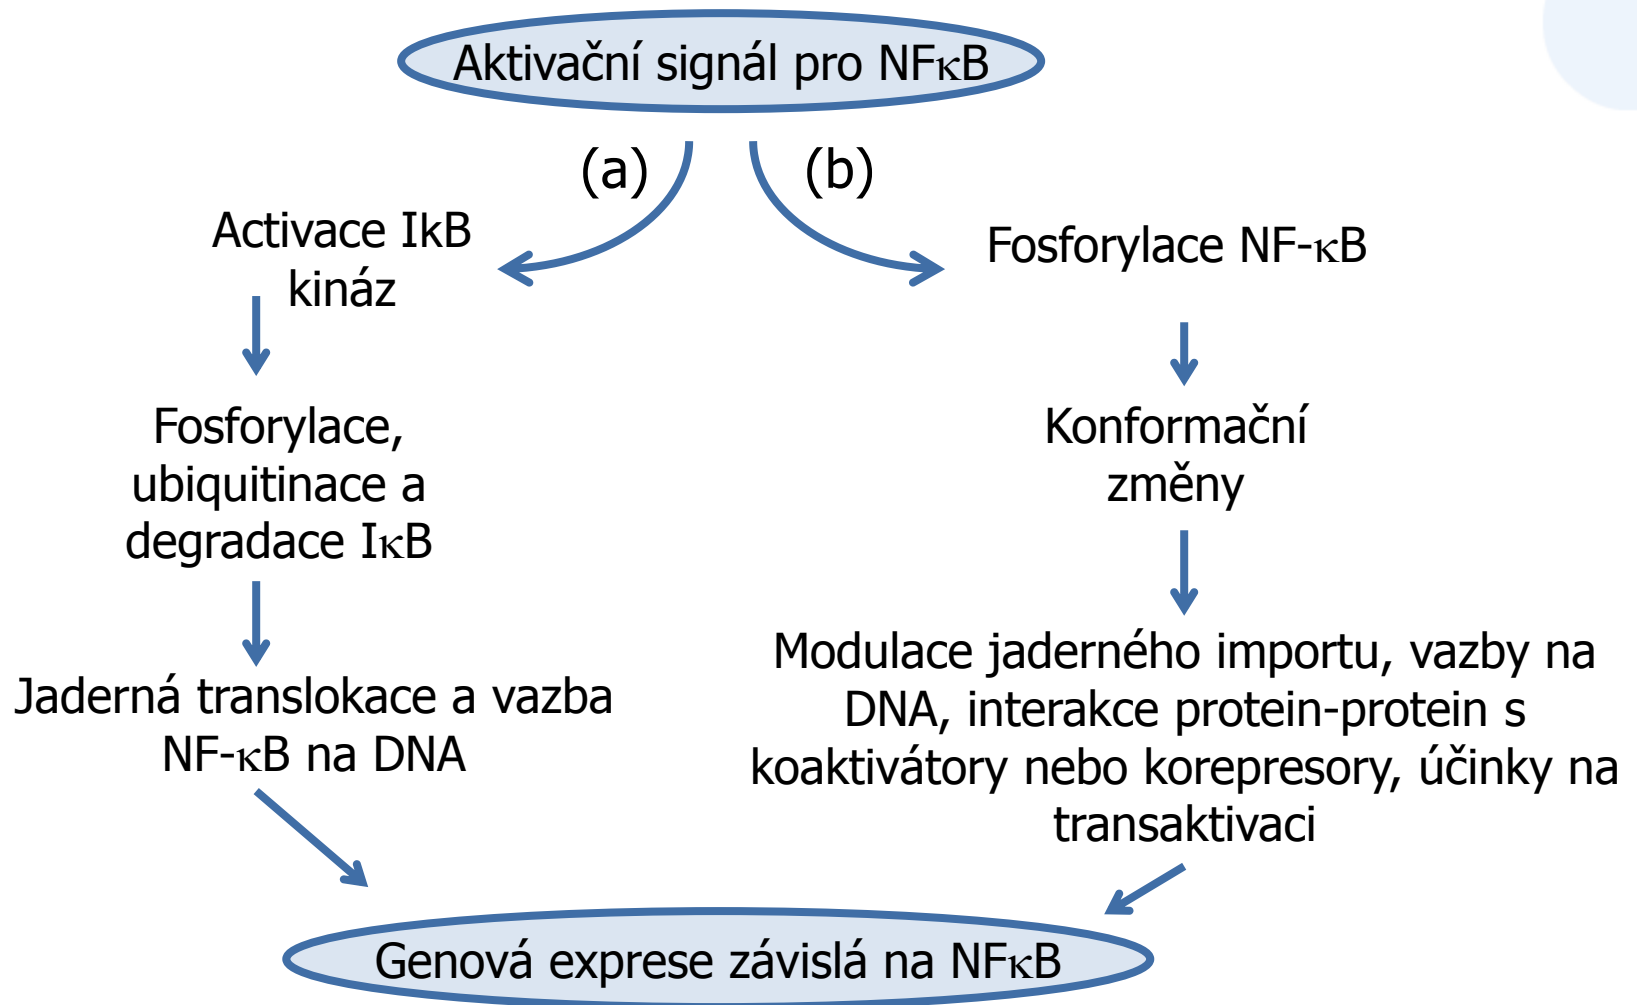 Aktivační signál pro NFκB
(a)
(b)
Activace IkB
kináz
Fosforylace NF-κB
Fosforylace,
ubiquitinace a
degradace IκB
Konformační
změny
Jaderná translokace a vazba
NF-κB na DNA
Modulace jaderného importu, vazby na
DNA, interakce protein-protein s
koaktivátory nebo korepresory, účinky na
transaktivaci
Genová exprese závislá na NFκB